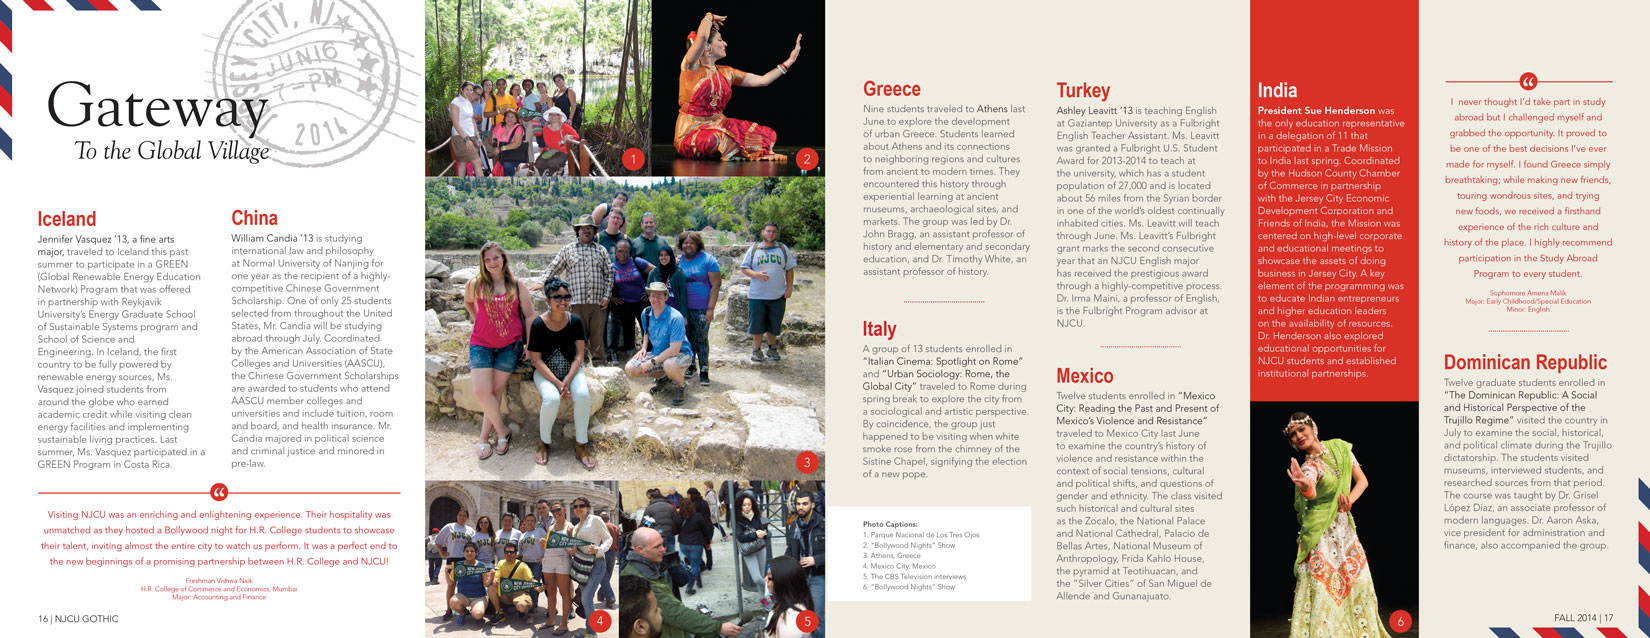 Gateway
To the Global Village
JUN 16
PM
2014
Iceland
Jennifer Vasquez ’13, a fine arts
major, traveled to Iceland this past
summer to participate in a GREEN
(Global Renewable Energy Education
Network) Program that was offered
in partnership with Reykjavik
University’s Energy Graduate School
of Sustainable Systems program and
School of Science and
Engineering. In Iceland, the first
country to be fully powered by
renewable energy sources, Ms.
Vasquez joined students from
around the globe who earned
academic credit while visiting clean
energy facilities and implementing
sustainable living practices. Last
summer, Ms. Vasquez participated in a
GREEN Program in Costa Rica.
China
William Candia ’13 is studying
international law and philosophy
at Normal University of Nanjing for
one year as the recipient of a highly-
competitive Chinese Government
Scholarship. One of only 25 students
selected from throughout the United
States, Mr. Candia will be studying
abroad through July. Coordinated
by the American Association of State
Colleges and Universities (AASCU),
the Chinese Government Scholarships
are awarded to students who attend
AASCU member colleges and
universities and include tuition, room
and board, and health insurance. Mr.
Candia majored in political science
and criminal justice and minored in
pre-law.
“
Visiting NJCU was an enriching and enlightening experience. Their hospitality was
unmatched as they hosted a Bollywood night for H.R. College students to showcase
their talent, inviting almost the entire city to watch us perform. It was a perfect end to
the new beginnings of a promising partnership between H.R. College and NJCU!
Freshman Vishwa Naik
H.R. College of Commerce and Economics, Mumbai
Major: Accounting and Finance
16 | NJCU GOTHIC
1
2
NJCU
3
4
5
Greece
Nine students traveled to Athens last
June to explore the development
of urban Greece. Students learned
about Athens and its connections
to neighboring regions and cultures
from ancient to modern times. They
encountered this history through
experiential learning at ancient
museums, archaeological sites, and
markets. The group was led by Dr.
John Bragg, an assistant professor of
history and elementary and secondary
education, and Dr. Timothy White, an
assistant professor of history.
Italy
A group of 13 students enrolled in
“Italian Cinema: Spotlight on Rome”
and “Urban Sociology: Rome, the
Global City” traveled to Rome during
spring break to explore the city from
a sociological and artistic perspective.
By coincidence, the group just
happened to be visiting when white
smoke rose from the chimney of the
Sistine Chapel, signifying the election
of a new pope.
Photo Captions:
1. Parque Nacional de Los Tres Ojos
2. “Bollywood Nights” Show
3. Athens, Greece
4. Mexico City, Mexico
5. The CBS Television interviews
6. “Bollywood Nights” Show
Turkey
Ashley Leavitt ’13 is teaching English
at Gaziantep University as a Fulbright
English Teacher Assistant. Ms. Leavitt
was granted a Fulbright U.S. Student
Award for 2013-2014 to teach at
the university, which has a student
population of 27,000 and is located
about 56 miles from the Syrian border
in one of the world’s oldest continually
inhabited cities. Ms. Leavitt will teach
through June. Ms. Leavitt’s Fulbright
grant marks the second consecutive
year that an NJCU English major
has received the prestigious award
through a highly-competitive process.
Dr. Irma Maini, a professor of English,
is the Fulbright Program advisor at
NJCU.
Mexico
Twelve students enrolled in “Mexico
City: Reading the Past and Present of
Mexico’s Violence and Resistance”
traveled to Mexico City last June
to examine the country’s history of
violence and resistance within the
context of social tensions, cultural
and political shifts, and questions of
gender and ethnicity. The class visited
such historical and cultural sites
as the Zocalo, the National Palace
and National Cathedral, Palacio de
Bellas Artes, National Museum of
Anthropology, Frida Kahlo House,
the pyramid at Teotihuacan, and
the “Silver Cities” of San Miguel de
Allende and Gunanajuato.
India
President Sue Henderson was
the only education representative
in a delegation of 11 that
participated in a Trade Mission
to India last spring. Coordinated
by the Hudson County Chamber
of Commerce in partnership
with the Jersey City Economic
Development Corporation and
Friends of India, the Mission was
centered on high-level corporate
and educational meetings to
showcase the assets of doing
business in Jersey City. A key
element of the programming was
to educate Indian entrepreneurs
and higher education leaders
on the availability of resources.
Dr. Henderson also explored
educational opportunities for
NJCU students and established
institutional partnerships.
6
“
I never thought I’d take part in study
abroad but I challenged myself and
grabbed the opportunity. It proved to
be one of the best decisions I’ve ever
made for myself. I found Greece simply
breathtaking; while making new friends,
touring wondrous sites, and trying
new foods, we received a firsthand
experience of the rich culture and
history of the place. I highly recommend
participation in the Study Abroad
Program to every student.
Sophomore Amena Malik
Major: Early Childhood/Special Education
Minor: English
Dominican Republic
Twelve graduate students enrolled in
“The Dominican Republic: A Social
and Historical Perspective of the
Trujillo Regime” visited the country in
July to examine the social, historical,
and political climate during the Trujillo
dictatorship. The students visited
museums, interviewed students, and
researched sources from that period.
The course was taught by Dr. Grisel
López Díaz, an associate professor of
modern languages. Dr. Aaron Aska,
vice president for administration and
finance, also accompanied the group.
FALL 2014 | 17